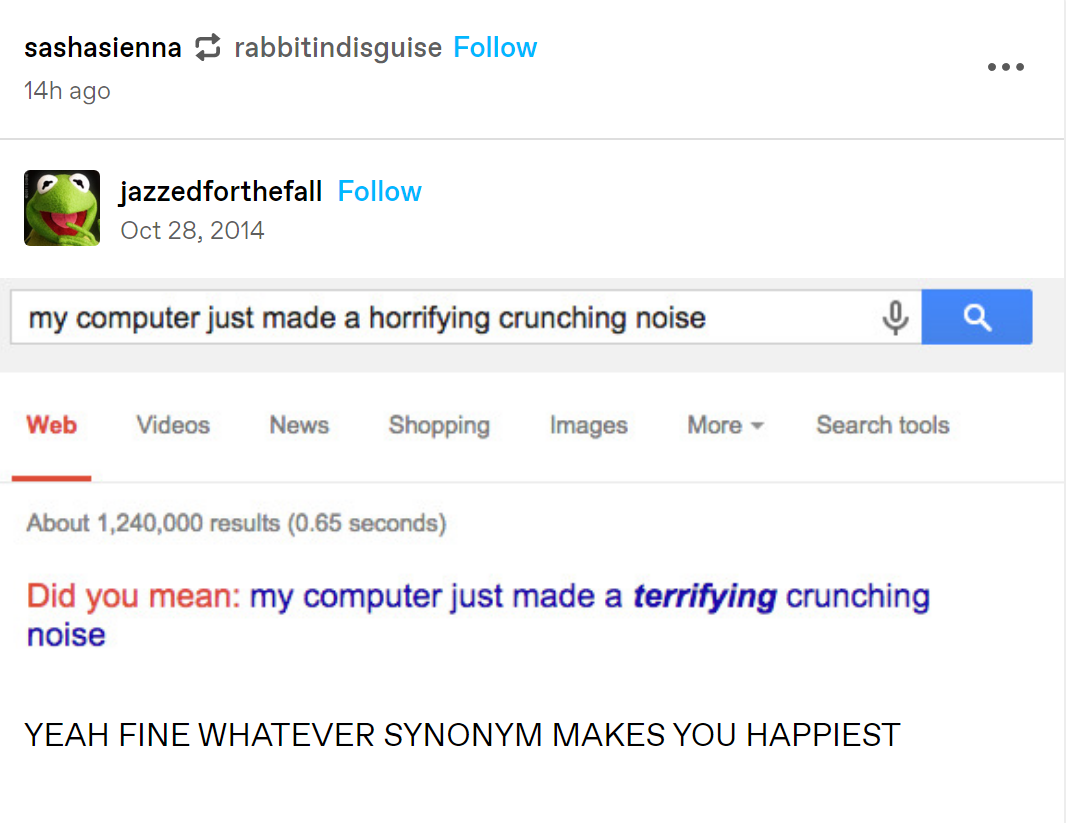 sashasienna rabbitindisguise Follow
14h ago
jazzedforthefall Follow
Oct 28, 2014
my computer just made a horrifying crunching noise
Web Videos News Shopping Images More Search tools
About 1,240,000 results (0.65 seconds)
Did you mean: my computer just made a terrifying crunching
noise
YEAH FINE WHATEVER SYNONYM MAKES YOU HAPPIEST